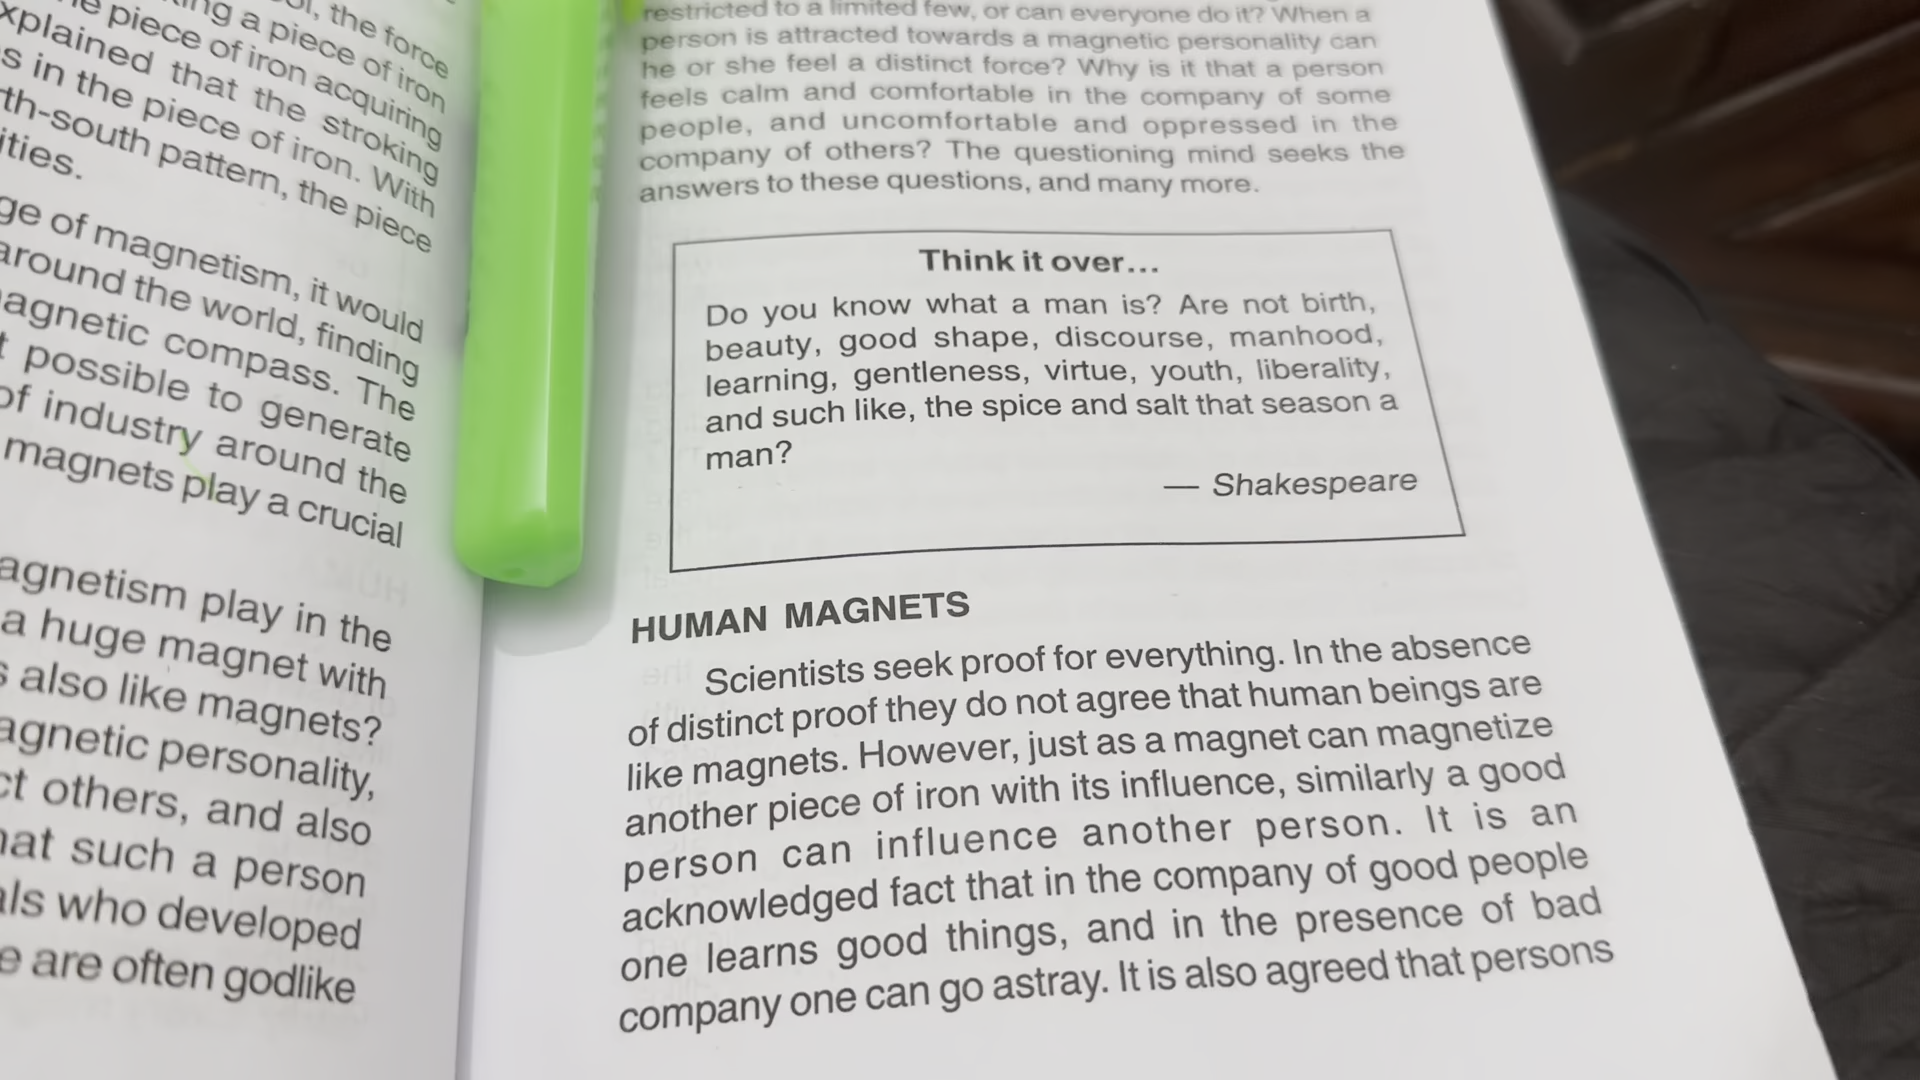 the force
a piece of iron
piece of iron acquiring
explained that the stroking
in the piece of iron. With
north-south pattern, the piece
of magnetism, it would
around the world, finding
magnetic compass. The
possible to generate
of industry around the
magnets play a crucial
magnetism play in the
a huge magnet with
also like magnets?
magnetic personality,
others, and also
such a person
who developed
are often godlike
restricted to a limited few, or can everyone do it? When a
person is attracted towards a magnetic personality can
he or she feel a distinct force? Why is it that a person
feels calm and comfortable in the company of some
people, and uncomfortable and oppressed in the
company of others? The questioning mind seeks the
answers to these questions, and many more.
Think it over...
Do you know what a man is? Are not birth,
beauty, good shape, discourse, manhood,
learning, gentleness, virtue, youth, liberality,
and such like, the spice and salt that season a
man?
— Shakespeare
HUMAN MAGNETS
Scientists seek proof for everything. In the absence
of distinct proof they do not agree that human beings are
like magnets. However, just as a magnet can magnetize
another piece of iron with its influence, similarly a good
person can influence another person. It is an
acknowledged fact that in the company of good people
one learns good things, and in the presence of bad
company one can go astray. It is also agreed that persons